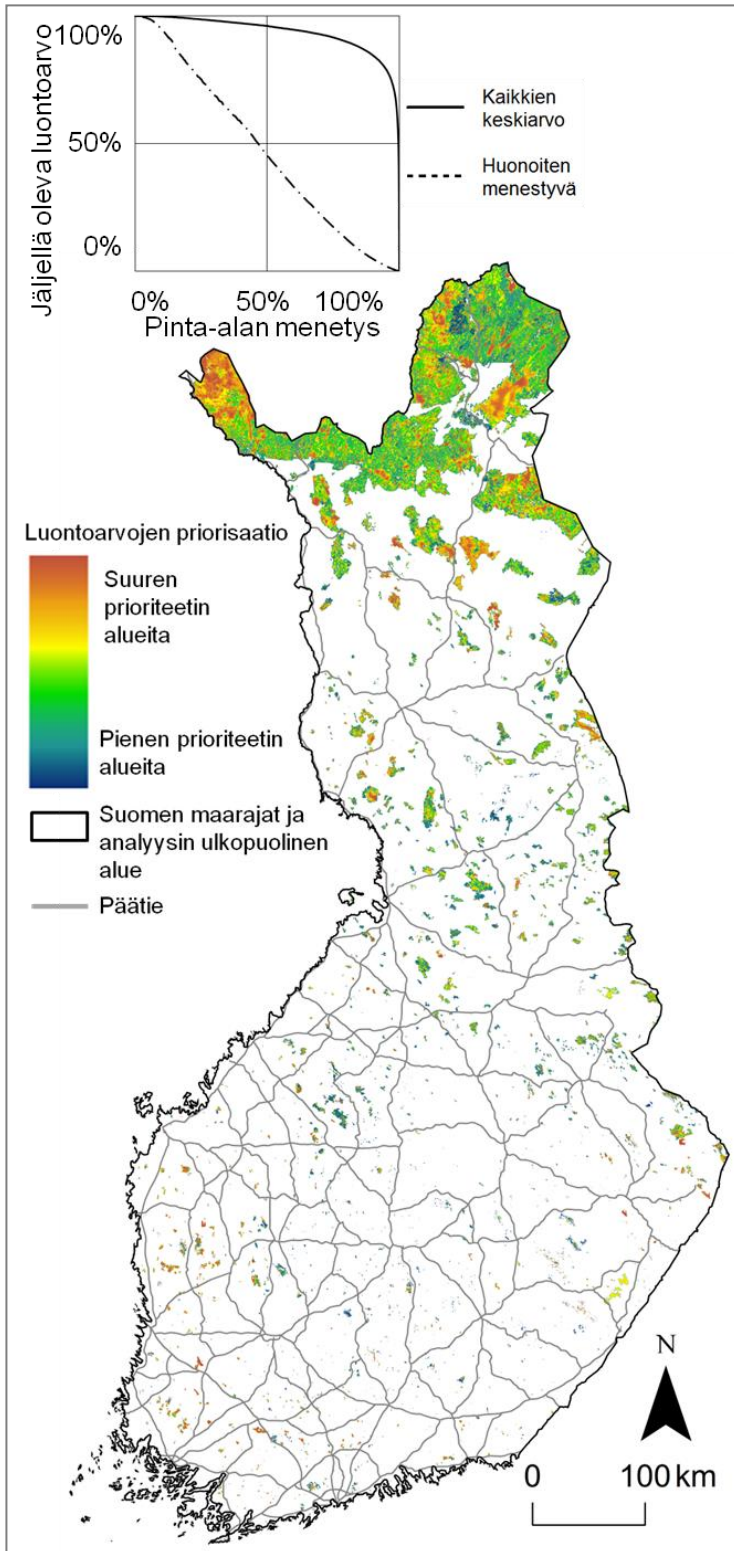 100%
50%
0%
Jäljellä oleva luontoarvo
0% 50% 100%
Pinta-alan menetys
Kaikkien
keskiarvo
Huonoiten
menestyvä
Luontoarvojen priorisaatio
Suuren
prioriteetin
alueita
Pienen prioriteetin
alueita
Suomen maarajat ja
analyysin ulkopuolinen
alue
Päätie
N
0 100 km